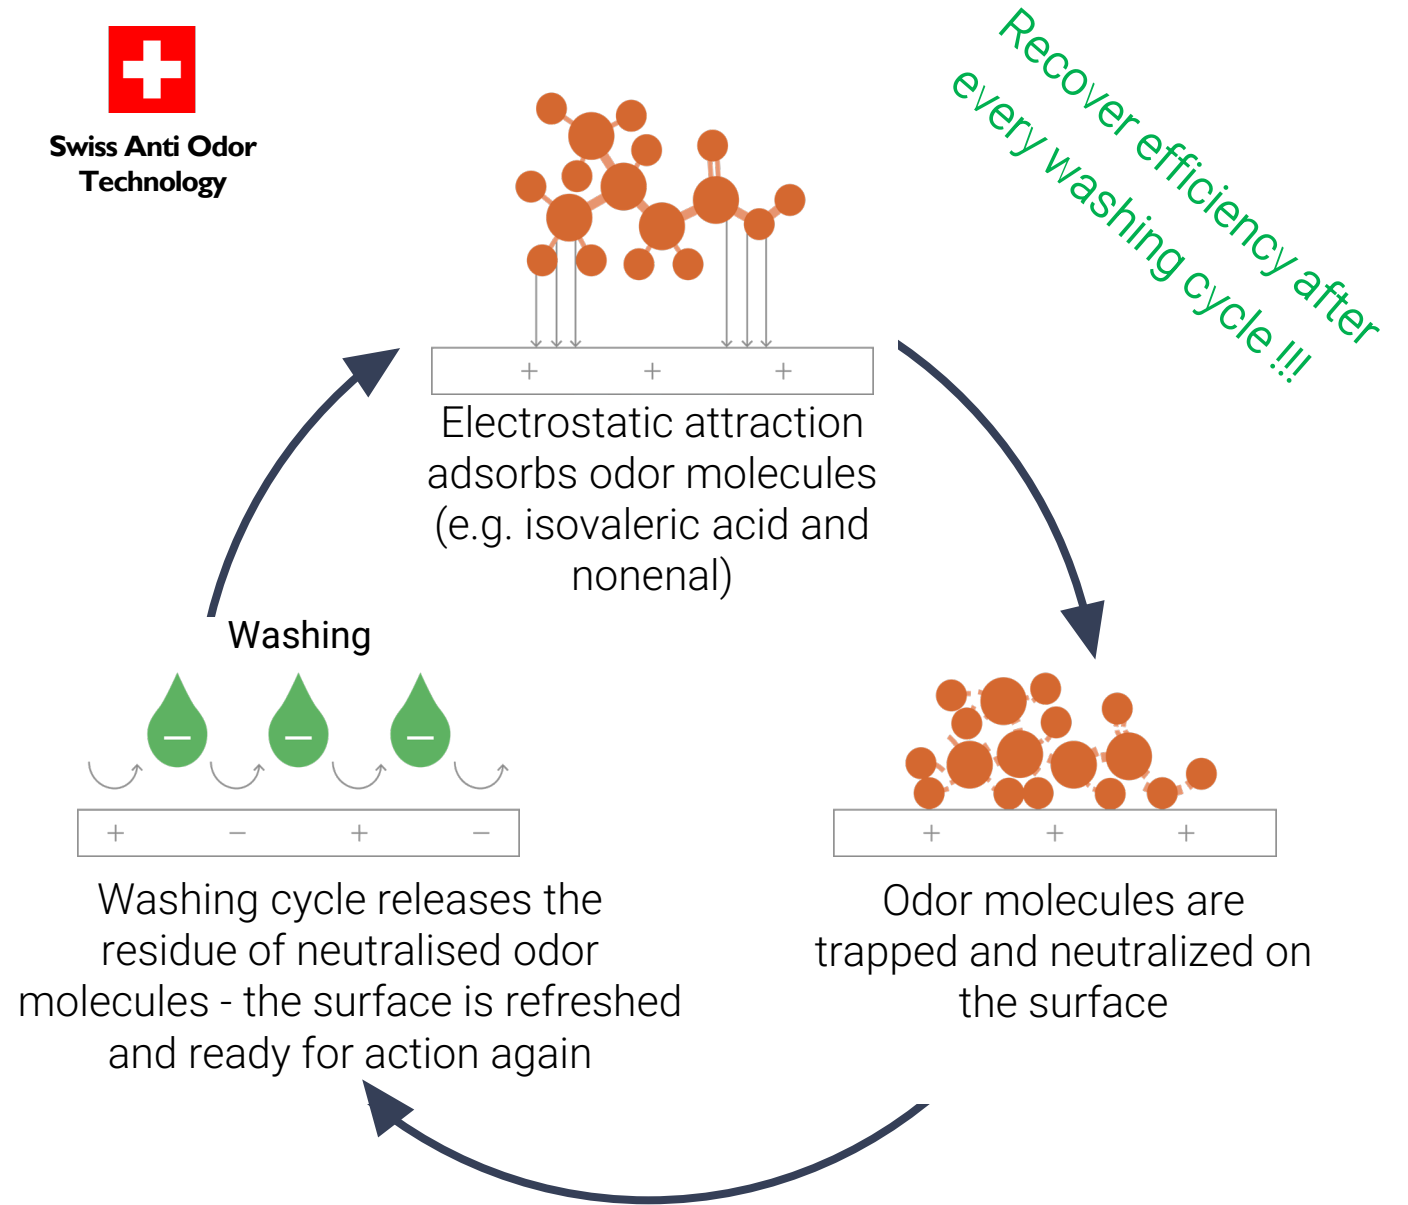 Swiss Anti Odor
Technology
Recover efficiency after
every washing cycle !!!
+ + +
Electrostatic attraction
adsorbs odor molecules
(e.g. isovaleric acid and
nonenal)
Washing
− − −
+ − + −
Washing cycle releases the
residue of neutralised odor
molecules - the surface is refreshed
and ready for action again
+ + +
Odor molecules are
trapped and neutralized on
the surface